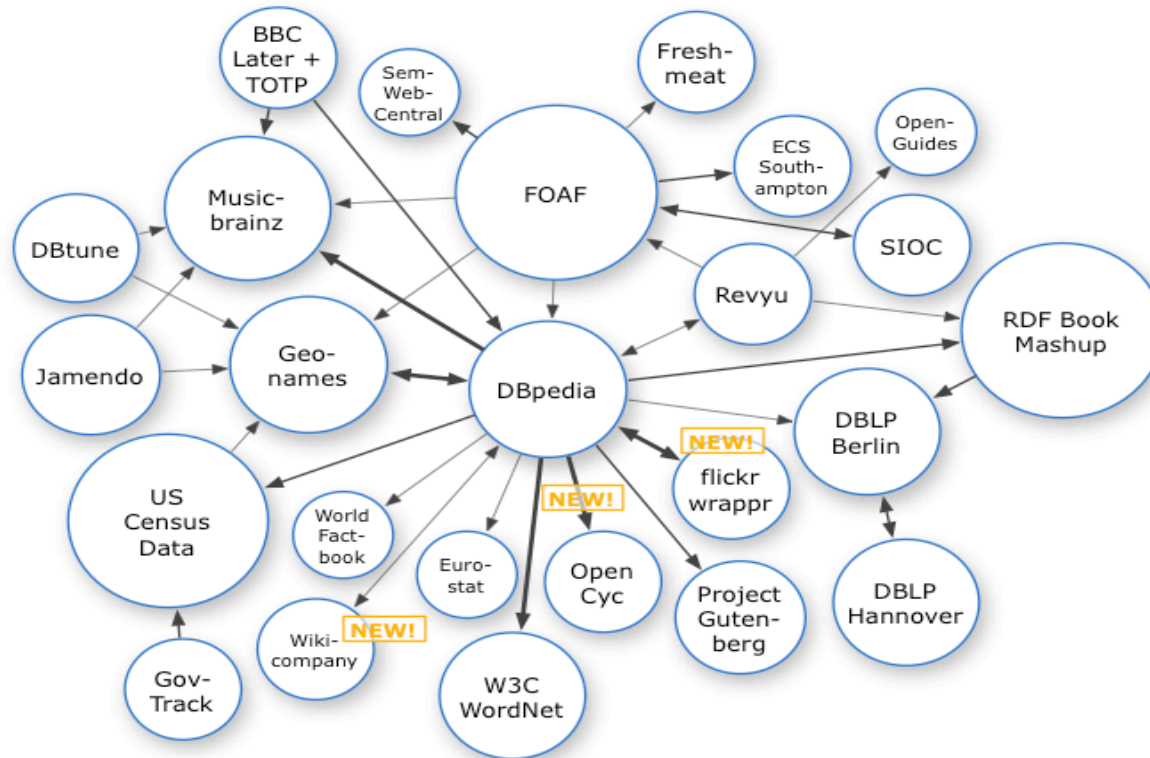 BBC
Later +
TOTP
Sem-
Web-
Central
Fresh-
meat
Open-
Guides
ECS
South-
ampton
FOAF
Music-
brainz
DBtune
SIOC
Revyu
RDF Book
Mashup
Geo-
names
Jamendo
DBpedia
DBLP
Berlin
NEW!
flickr
wrappr
NEW!
US
Census
Data
World
Fact-
book
Euro-
stat
Open
Cyc
Project
Guten-
berg
DBLP
Hannover
NEW!
Wiki-
company
Gov-
Track
W3C
WordNet